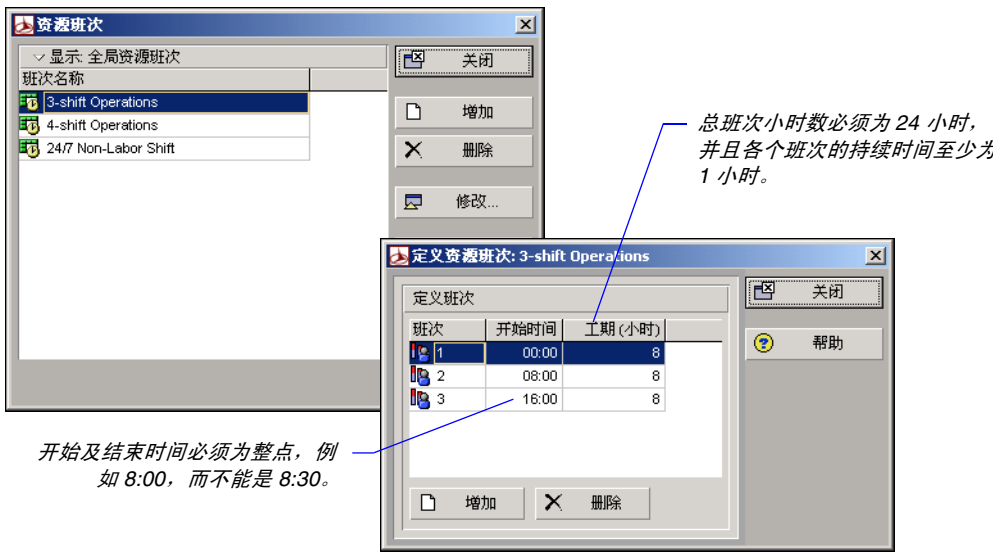 资源班次
显示: 全局资源班次
班次名称
3-shift Operations
4-shift Operations
24/7 Non-Labor Shift
关闭
增加
删除
修改...
总班次小时数必须为 24 小时，
并且各个班次的持续时间至少为
1 小时。
定义资源班次: 3-shift Operations
定义班次
班次 开始时间 工期(小时)
1 00:00 8
2 08:00 8
3 16:00 8
增加 删除
关闭
帮助
开始及结束时间必须为整点，例
如 8:00，而不能是 8:30。